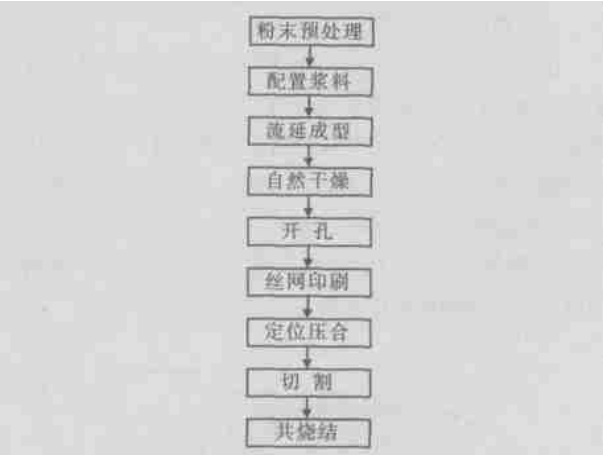 粉末预处理
配置浆料
流延成型
自然干燥
开孔
丝网印刷
定位压合
切割
共烧结